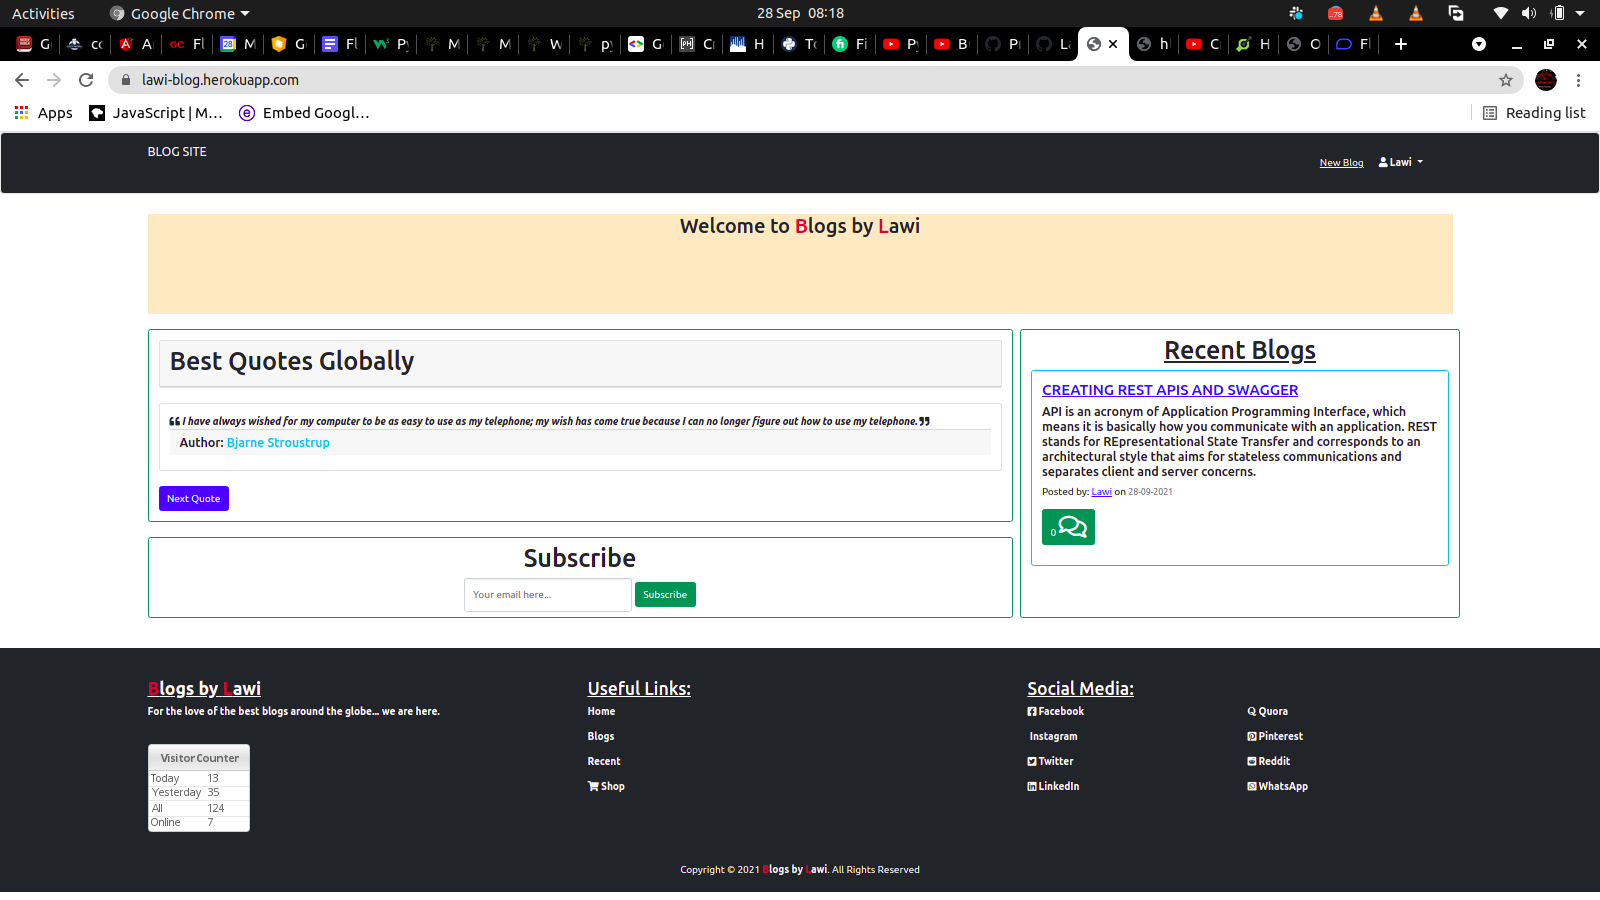 Activities Google Chrome 28 Sep 08:18
lawi-blog.herokuapp.com
Apps JavaScript | M… Embed Googl… Reading list
BLOG SITE
New Blog Lawi
Welcome to Blogs by Lawi
Best Quotes Globally
I have always wished for my computer to be as easy to use as my telephone; my wish has come true because I can no longer figure out how to use my telephone.
Author: Bjarne Stroustrup
Next Quote
Subscribe
Your email here... Subscribe
Recent Blogs
CREATING REST APIS AND SWAGGER
API is an acronym of Application Programming Interface, which
means it is basically how you communicate with an application. REST
stands for REpresentational State Transfer and corresponds to an
architectural style that aims for stateless communications and
separates client and server concerns.
Posted by: Lawi on 28-09-2021
0
Blogs by Lawi
For the love of the best blogs around the globe... we are here.
Visitor Counter
Today 13
Yesterday 35
All 124
Online 7
Useful Links:
Home
Blogs
Recent
Shop
Social Media:
Facebook Quora
Instagram Pinterest
Twitter Reddit
LinkedIn WhatsApp
Copyright © 2021 Blogs by Lawi. All Rights Reserved